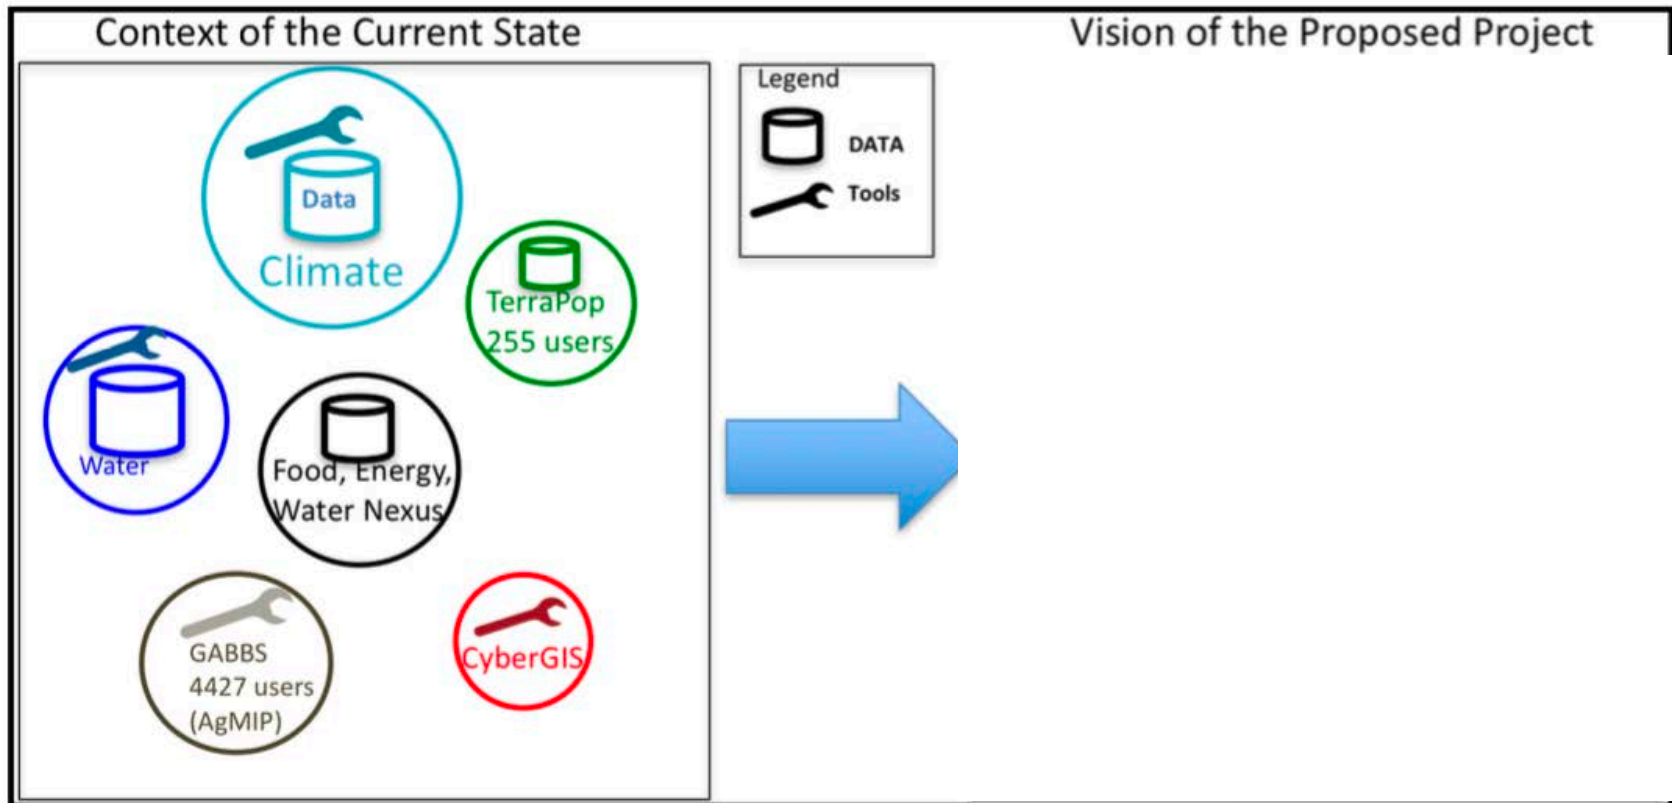 Context of the Current State
Vision of the Proposed Project
Legend
DATA
Tools
Data
Climate
TerraPop
255 users
Water
Food, Energy,
Water Nexus
GABBS
4427 users
(AgMIP)
CyberGIS